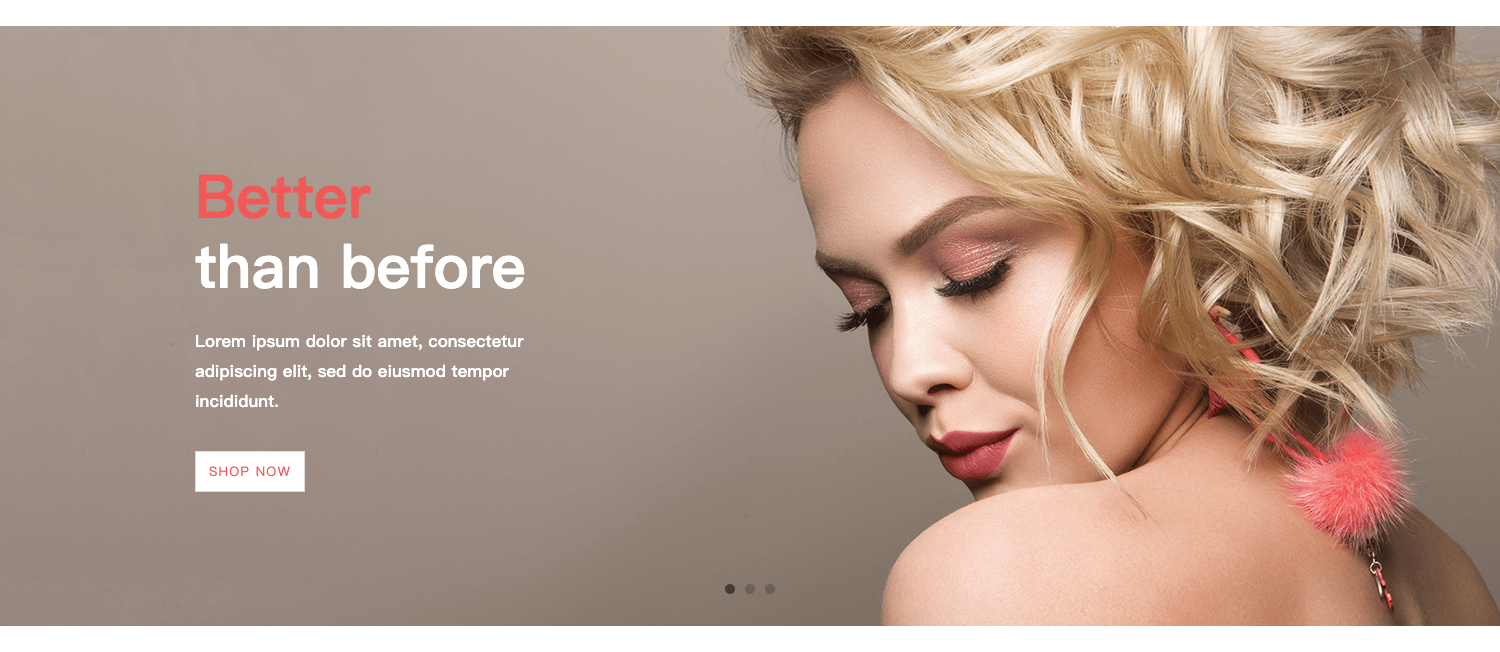 Better
than before
Lorem ipsum dolor sit amet, consectetur
adipiscing elit, sed do eiusmod tempor
incididunt.
SHOP NOW